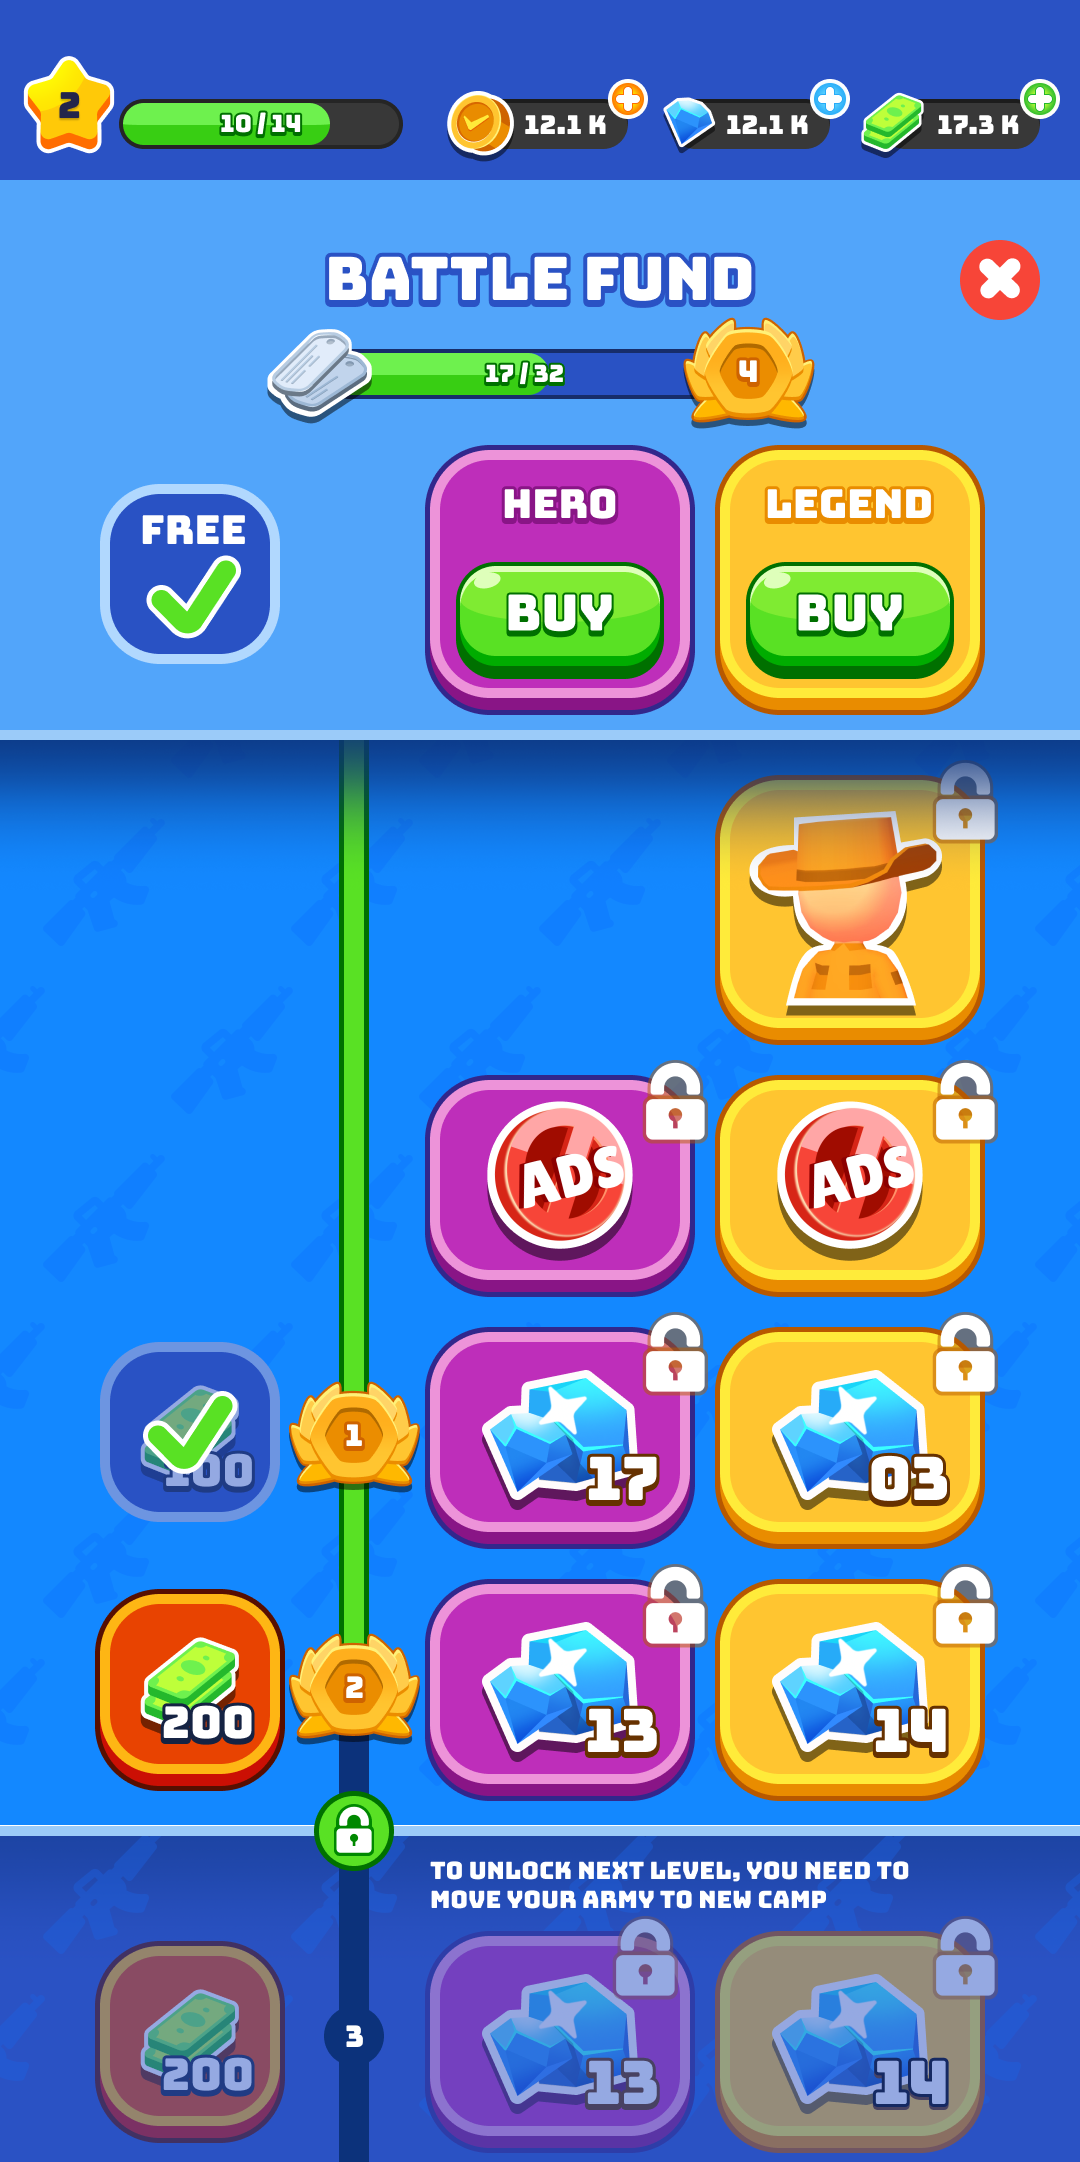 2
10/14
12.1 K
12.1 K
17.3 K
BATTLE FUND
17/32
4
FREE
HERO
LEGEND
BUY
BUY
ADS
ADS
100
1
17
03
200
2
13
14
TO UNLOCK NEXT LEVEL, YOU NEED TO
MOVE YOUR ARMY TO NEW CAMP
200
3
13
14